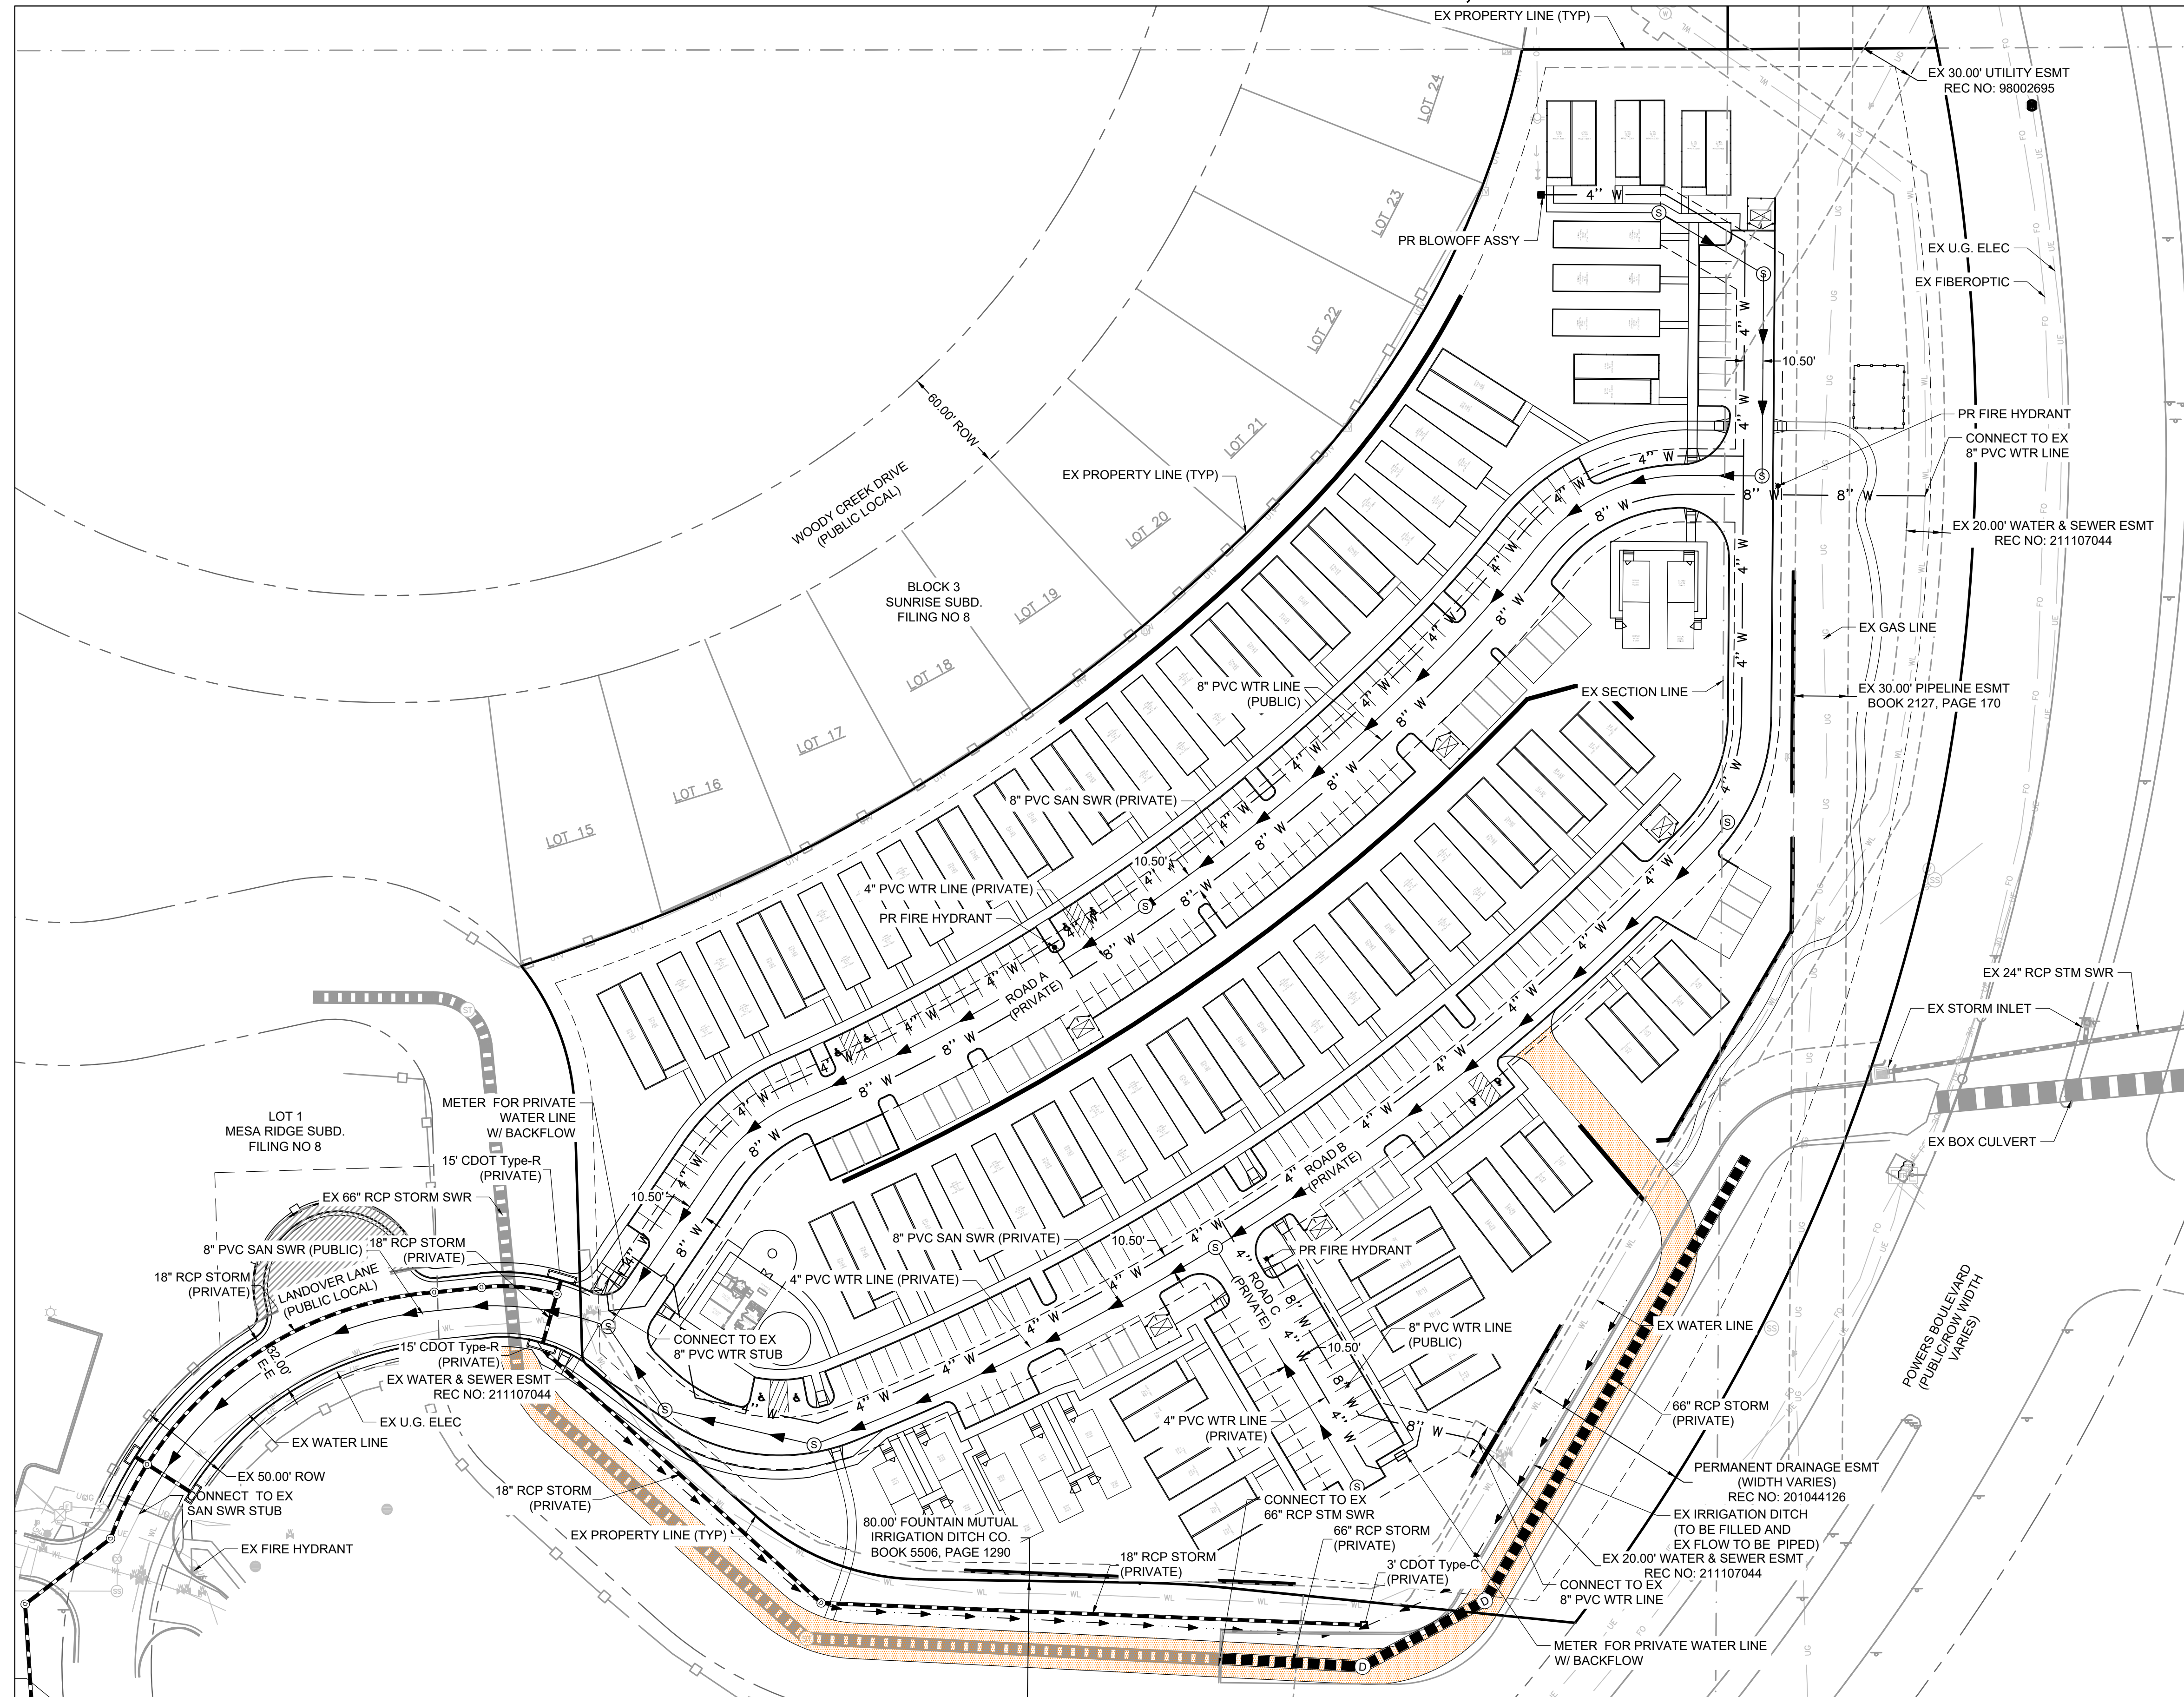 EX PROPERTY LINE (TYP)
EX 30.00' UTILITY ESMT
REC NO: 98002695
LOT 24
LOT 23
4'' W
PR BLOWOFF ASS'Y
EX U.G. ELEC
EX FIBEROPTIC
LOT 22
10.50'
60.00' ROW
PR FIRE HYDRANT
CONNECT TO EX
8" PVC WTR LINE
LOT 21
EX PROPERTY LINE (TYP)
WOODY CREEK DRIVE
(PUBLIC LOCAL)
8'' W
8'' W
LOT 20
EX 20.00' WATER & SEWER ESMT
REC NO: 211107044
BLOCK 3
SUNRISE SUBD.
FILING NO 8
LOT 19
EX GAS LINE
LOT 18
8" PVC WTR LINE
(PUBLIC)
EX SECTION LINE
EX 30.00' PIPELINE ESMT
BOOK 2127, PAGE 170
LOT 17
LOT 16
LOT 15
8" PVC SAN SWR (PRIVATE)
10.50'
4" PVC WTR LINE (PRIVATE)
PR FIRE HYDRANT
ROAD A
(PRIVATE)
EX 24" RCP STM SWR
EX STORM INLET
LOT 1
MESA RIDGE SUBD.
FILING NO 8
METER FOR PRIVATE
WATER LINE
W/ BACKFLOW
15' CDOT Type-R
(PRIVATE)
EX BOX CULVERT
ROAD B
(PRIVATE)
EX 66" RCP STORM SWR
10.50'
8" PVC SAN SWR (PUBLIC)
18" RCP STORM
(PRIVATE)
8" PVC SAN SWR (PRIVATE)
10.50'
PR FIRE HYDRANT
18" RCP STORM
(PRIVATE)
LANDOVER LANE
(PUBLIC LOCAL)
4" PVC WTR LINE (PRIVATE)
ROAD C
(PRIVATE)
POWERS BOULEVARD
(PUBLIC/ROW WIDTH
VARIES)
EX WATER LINE
CONNECT TO EX
8" PVC WTR STUB
8" PVC WTR LINE
(PUBLIC)
10.50'
15' CDOT Type-R
(PRIVATE)
32.00'
E-E
EX WATER & SEWER ESMT
REC NO: 211107044
EX U.G. ELEC
66" RCP STORM
(PRIVATE)
4" PVC WTR LINE
(PRIVATE)
8'' W
EX WATER LINE
EX 50.00' ROW
PERMANENT DRAINAGE ESMT
(WIDTH VARIES)
REC NO: 201044126
CONNECT TO EX
SAN SWR STUB
18" RCP STORM
(PRIVATE)
CONNECT TO EX
66" RCP STM SWR
EX IRRIGATION DITCH
(TO BE FILLED AND
EX FLOW TO BE PIPED)
EX PROPERTY LINE (TYP)
80.00' FOUNTAIN MUTUAL
IRRIGATION DITCH CO.
BOOK 5506, PAGE 1290
66" RCP STORM
(PRIVATE)
EX FIRE HYDRANT
18" RCP STORM
(PRIVATE)
3' CDOT Type-C
(PRIVATE)
EX 20.00' WATER & SEWER ESMT
REC NO: 211107044
CONNECT TO EX
8" PVC WTR LINE
METER FOR PRIVATE WATER LINE
W/ BACKFLOW